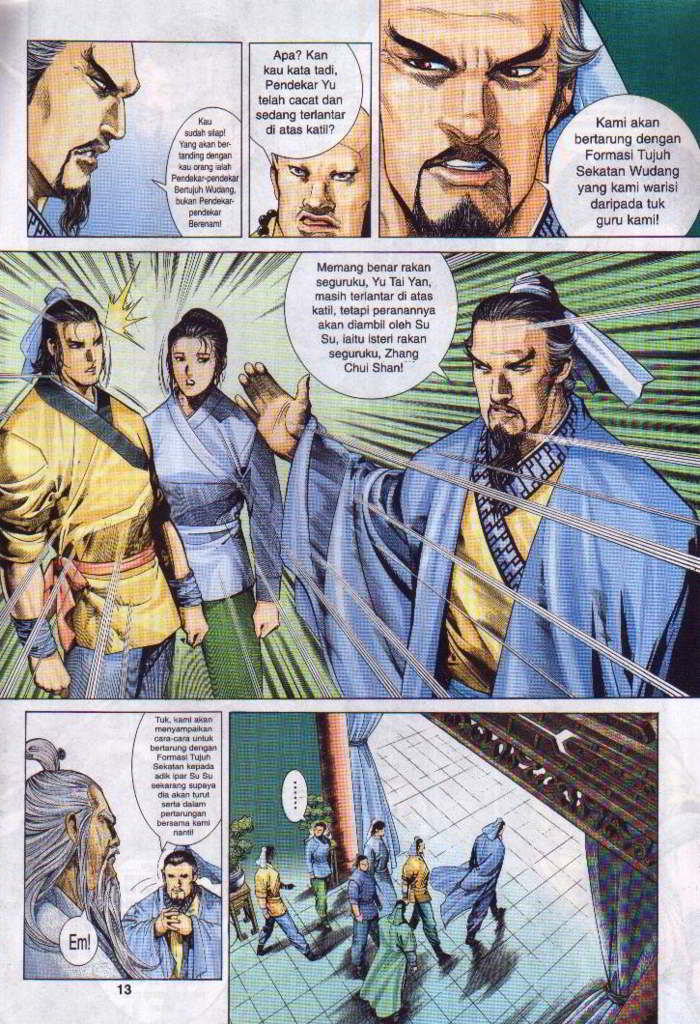 Kau
sudah silap!
Yang akan ber-
tanding dengan
kau orang ialah
Pendekar-pendekar
Bertujuh Wudang,
bukan Pendekar-
pendekar
Berenam!
Apa? Kan
kau kata tadi,
Pendekar Yu
telah cacat dan
sedang terlantar
di atas katil?
Kami akan
bertarung dengan
Formasi Tujuh
Sekatan Wudang
yang kami warisi
daripada tuk
guru kami!
Memang benar rakan
seguruku, Yu Tai Yan,
masih terlantar di atas
katil, tetapi peranannya
akan diambil oleh Su
Su, iaitu isteri rakan
seguruku, Zhang
Chui Shan!
Tuk, kami akan
menyampaikan
cara-cara untuk
bertarung dengan
Formasi Tujuh
Sekatan kepada
adik ipar Su Su
sekarang supaya
dia akan turut
serta dalam
pertarungan
bersama kami
nanti!
Em!
......
13